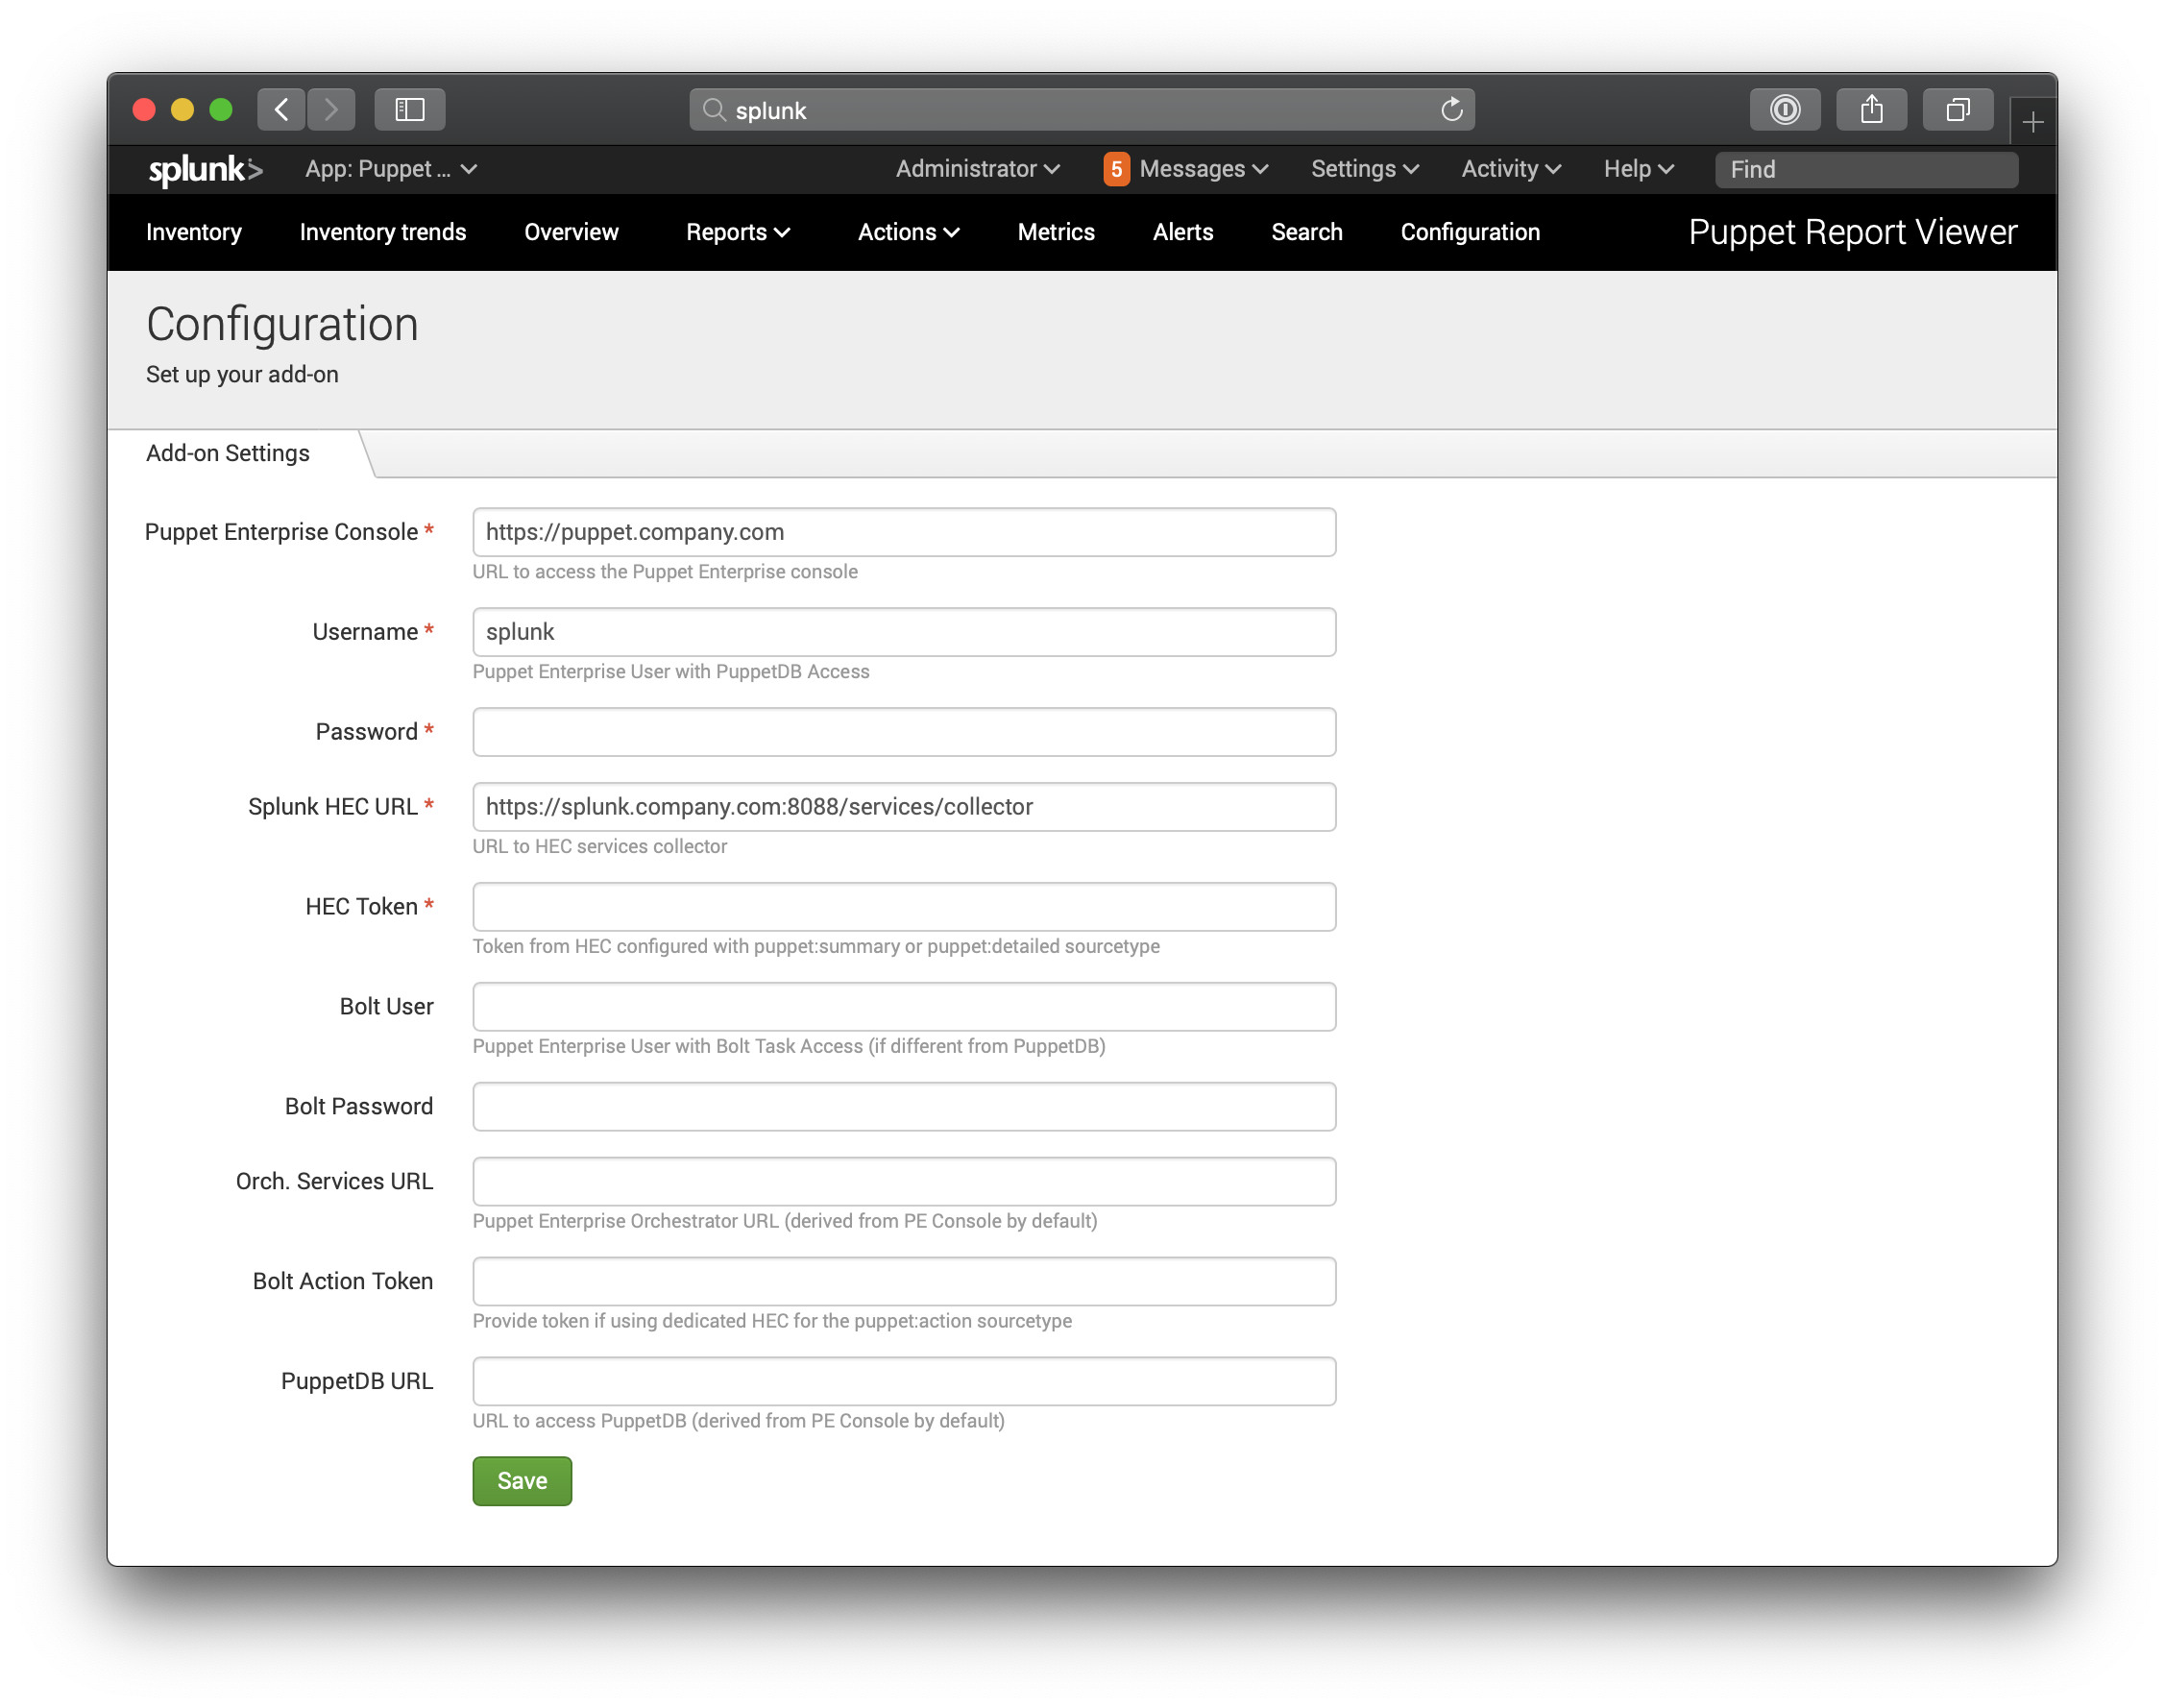 splunk
splunk> App: Puppet ... Administrator 5 Messages Settings Activity Help Find
Inventory Inventory trends Overview Reports Actions Metrics Alerts Search Configuration Puppet Report Viewer
Configuration
Set up your add-on
Add-on Settings
Puppet Enterprise Console * https://puppet.company.com
URL to access the Puppet Enterprise console
Username * splunk
Puppet Enterprise User with PuppetDB Access
Password *
Splunk HEC URL * https://splunk.company.com:8088/services/collector
URL to HEC services collector
HEC Token *
Token from HEC configured with puppet:summary or puppet:detailed sourcetype
Bolt User
Puppet Enterprise User with Bolt Task Access (if different from PuppetDB)
Bolt Password
Orch. Services URL
Puppet Enterprise Orchestrator URL (derived from PE Console by default)
Bolt Action Token
Provide token if using dedicated HEC for the puppet:action sourcetype
PuppetDB URL
URL to access PuppetDB (derived from PE Console by default)
Save